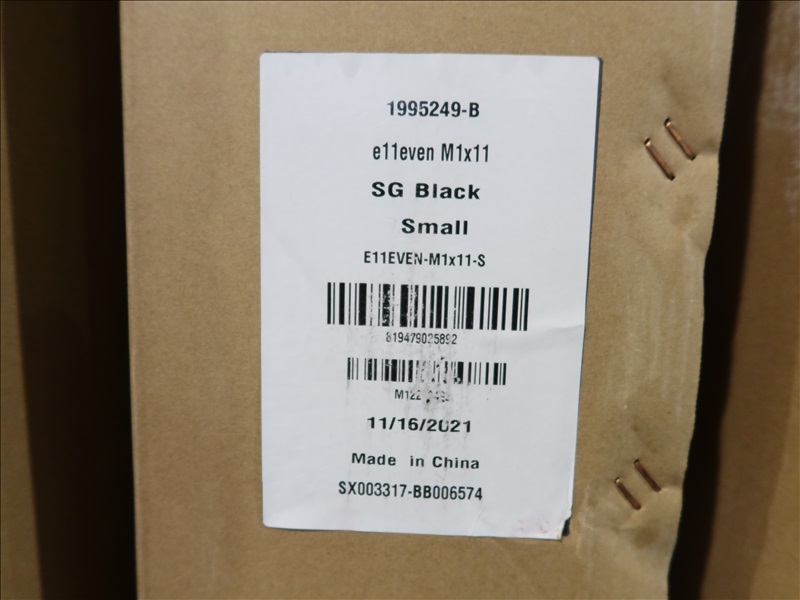 1995249-B
e11even M1x11
SG Black
Small
E11EVEN-M1x11-S
819479025892
11/16/2021
Made in China
SX003317-BB006574